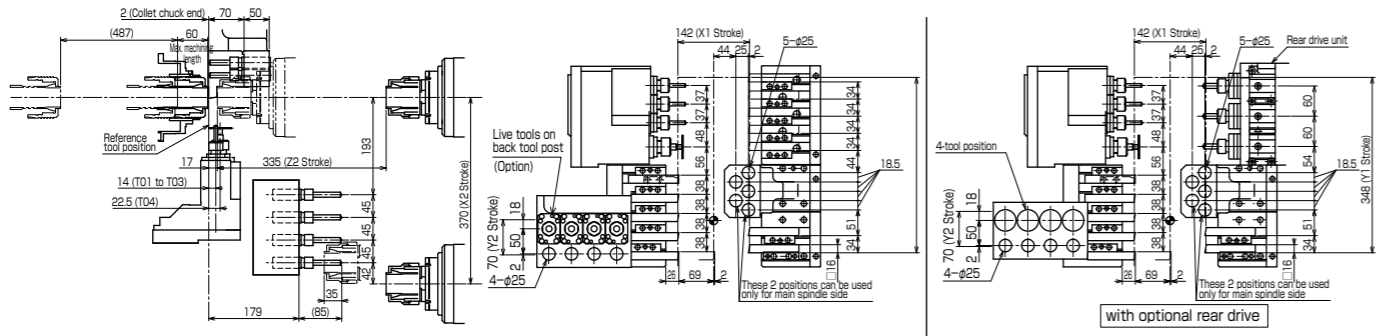 2 (Collet chuck end)
70
50
(487)
60
Max. machining
length
Reference
tool position
17
335 (Z2 Stroke)
14 (T01 to T03)
22.5 (T04)
193
370 (X2 Stroke)
45
45
45
42
35
179
(85)
142 (X1 Stroke)
44
25
2
5-φ25
37
37
48
56
38
38
38
38
34
34
34
34
44
18.5
51
34
□16
Live tools on
back tool post
(Option)
18
50
2
70 (Y2 Stroke)
4-φ25
26
69
2
These 2 positions can be used
only for main spindle side
142 (X1 Stroke)
44
25
2
5-φ25
Rear drive unit
37
37
48
56
38
38
38
38
60
60
54
18.5
51
34
348 (Y1 Stroke)
□16
4-tool position
18
50
2
70 (Y2 Stroke)
4-φ25
26
69
2
These 2 positions can be used
only for main spindle side
with optional rear drive